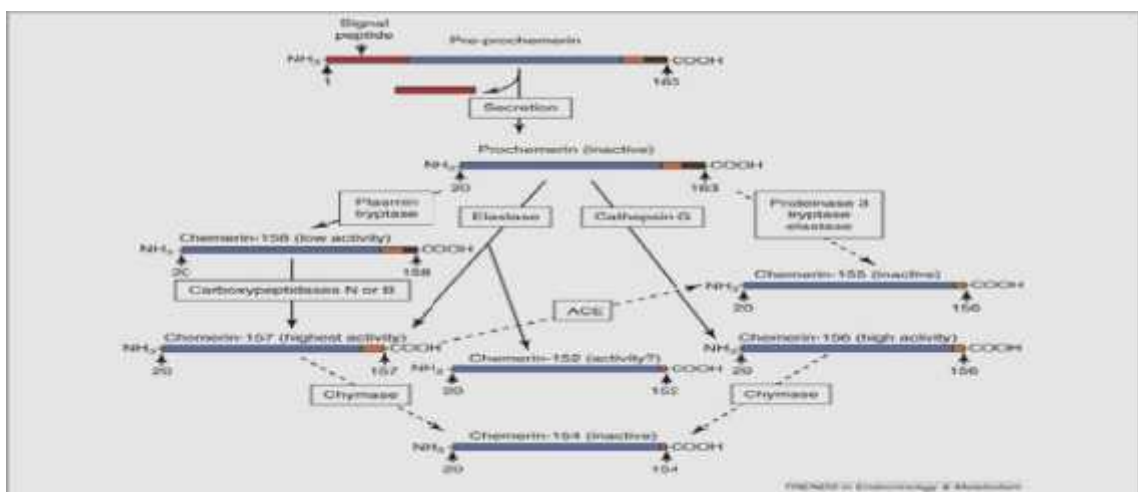 Signal
peptide
Pre-prochemerin
NH₂ COOH
1 163
Secretion
Prochemerin (inactive)
NH₂ COOH
20 163
Plasmin
tryptase
Elastase
Cathepsin G
Proteinase 3
tryptase
elastase
Chemerin-158 (low activity)
NH₂ COOH
20 158
Carboxypeptidases N or B
Chemerin-155 (inactive)
NH₂ COOH
20 155
ACE
Chemerin-157 (highest activity)
NH₂ COOH
20 157
Chemerin-152 (activity?)
NH₂ COOH
20 152
Chemerin-156 (high activity)
NH₂ COOH
20 156
Chymase
Chymase
Chemerin-154 (inactive)
NH₂ COOH
20 154
TRENDS in Endocrinology & Metabolism